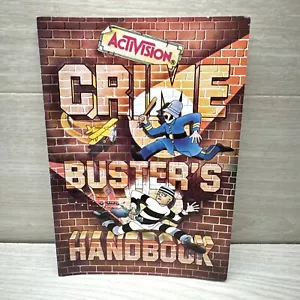 ACTIVISION
CRIME
BUSTER'S
HANDBOOK